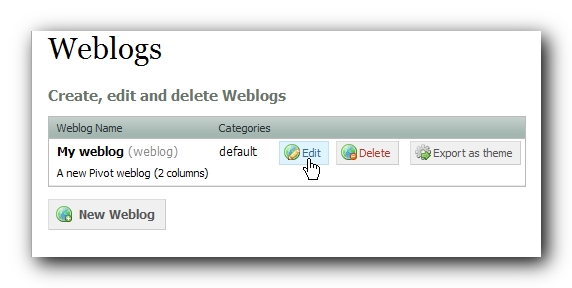 Weblogs
Create, edit and delete Weblogs
Weblog Name Categories
My weblog (weblog) default Edit Delete Export as theme
A new Pivot weblog (2 columns)
New Weblog